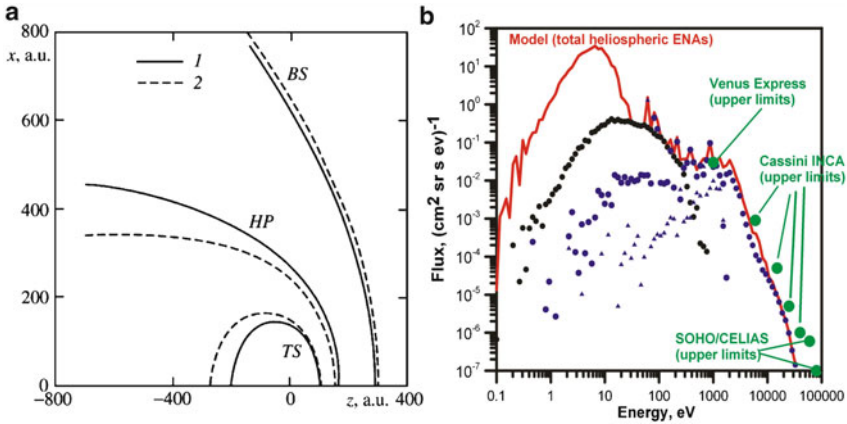 a
800
x, a.u.
600
400
200
0
−800
−400
0
z, a.u.
400
1
2
BS
HP
TS
b
10²
10¹
10⁰
10⁻¹
10⁻²
10⁻³
10⁻⁴
10⁻⁵
10⁻⁶
10⁻⁷
Flux, (cm² sr s ev)⁻¹
0.1
1
10
100
1000
10000
100000
Energy, eV
Model (total heliospheric ENAs)
Venus Express
(upper limits)
Cassini INCA
(upper limits)
SOHO/CELIAS
(upper limits)